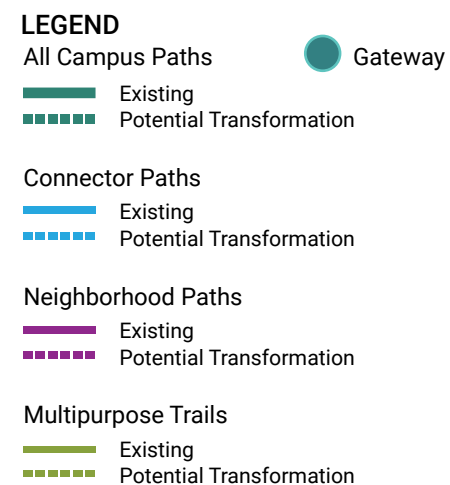 LEGEND
All Campus Paths
Gateway
Existing
Potential Transformation
Connector Paths
Existing
Potential Transformation
Neighborhood Paths
Existing
Potential Transformation
Multipurpose Trails
Existing
Potential Transformation